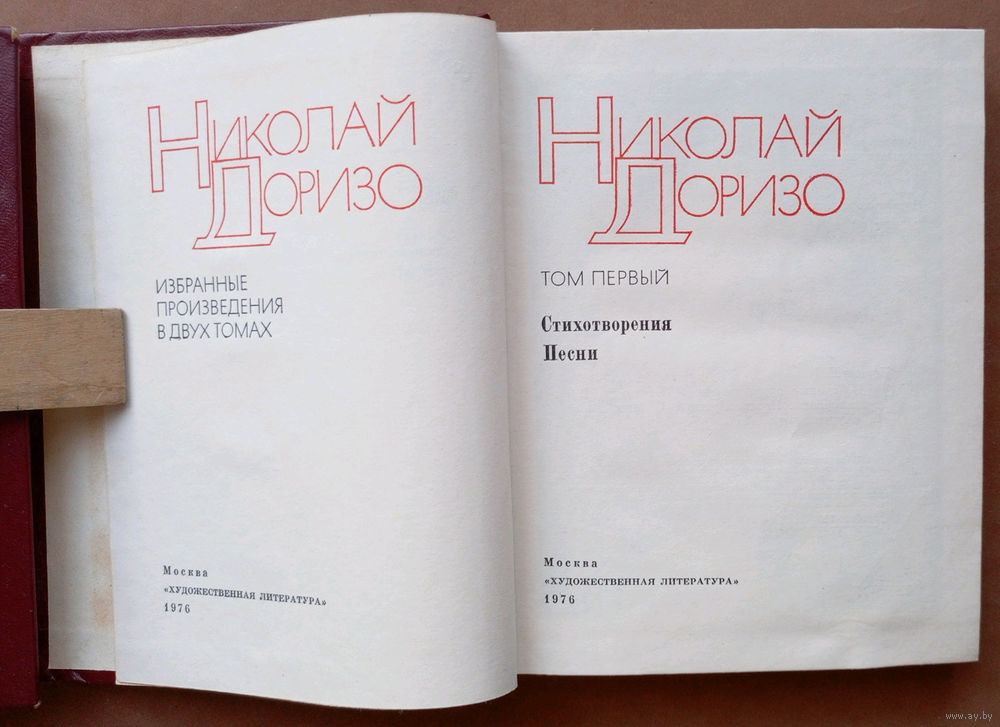 НИКОЛАЙ
ДОРИЗО
ИЗБРАННЫЕ
ПРОИЗВЕДЕНИЯ
В ДВУХ ТОМАХ
Москва
«ХУДОЖЕСТВЕННАЯ ЛИТЕРАТУРА»
1976
НИКОЛАЙ
ДОРИЗО
ТОМ ПЕРВЫЙ
Стихотворения
Песни
Москва
«ХУДОЖЕСТВЕННАЯ ЛИТЕРАТУРА»
1976
www.ay.by